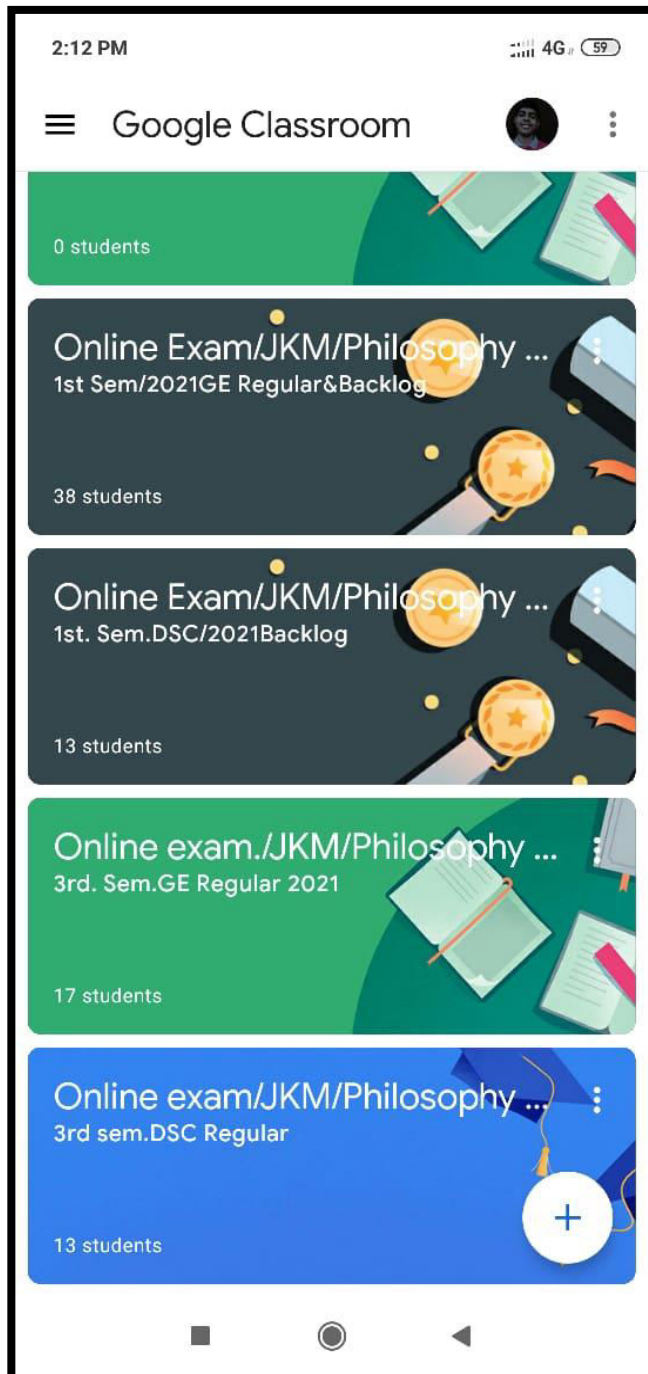 2:12 PM 4G 59
Google Classroom
0 students
Online Exam/JKM/Philosophy ...
1st Sem/2021GE Regular&Backlog
38 students
Online Exam/JKM/Philosophy ...
1st. Sem.DSC/2021Backlog
13 students
Online exam./JKM/Philosophy ...
3rd. Sem.GE Regular 2021
17 students
Online exam/JKM/Philosophy ...
3rd sem.DSC Regular
13 students